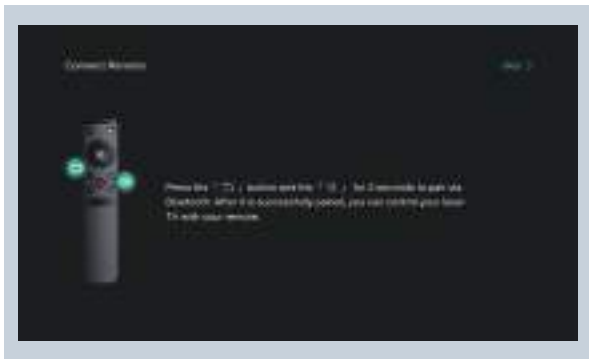 Connect Remote
Skip
Press the 「 」 button and the 「 」 for 3 seconds to pair via
Bluetooth. After it is successfully paired, you can control your laser
TV with your remote.